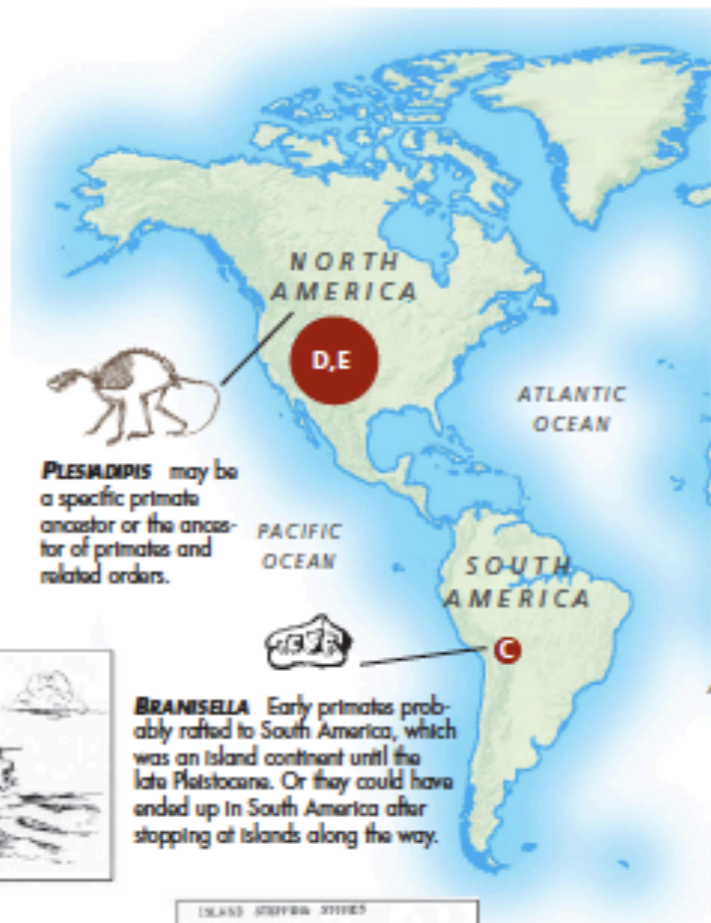 NORTH
AMERICA
D,E
ATLANTIC
OCEAN
PLESIADIPIS may be
a specific primate
ancestor or the ances-
tor of primates and
related orders.
PACIFIC
OCEAN
SOUTH
AMERICA
C
BRANISELLA Early primates prob-
ably rafted to South America, which
was an island continent until the
late Pleistocene. Or they could have
ended up in South America after
stopping at islands along the way.
ISLAND STEPPING STONES